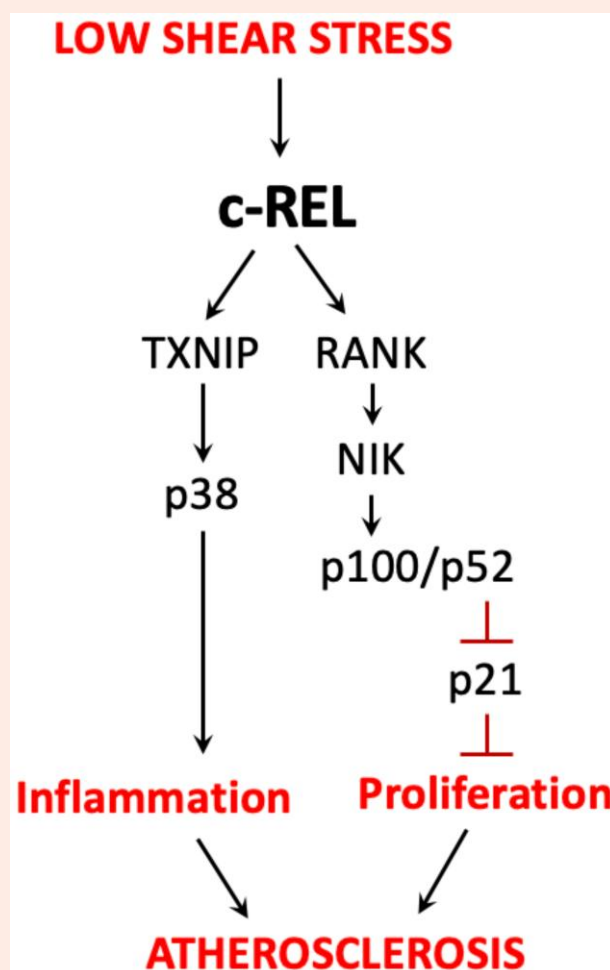 LOW SHEAR STRESS
c-REL
TXNIP RANK
NIK
p38
p100/p52
p21
Inflammation Proliferation
ATHEROSCLEROSIS